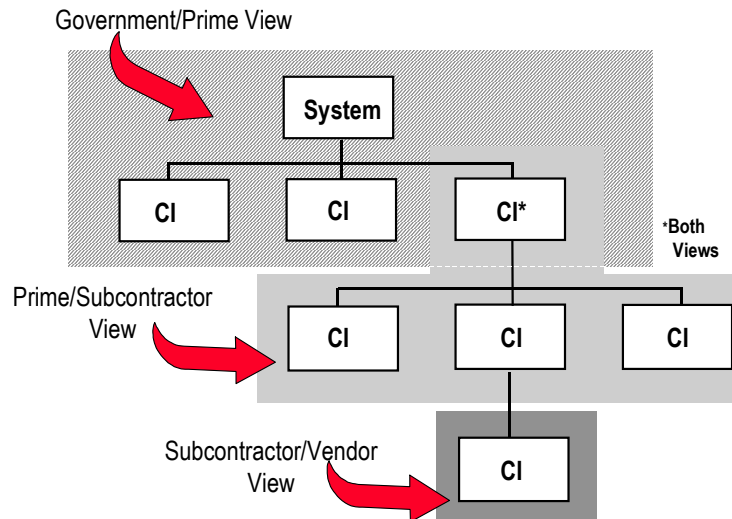 Government/Prime View
System
CI
CI
CI*
*Both
Views
Prime/Subcontractor
View
CI
CI
CI
Subcontractor/Vendor
View
CI